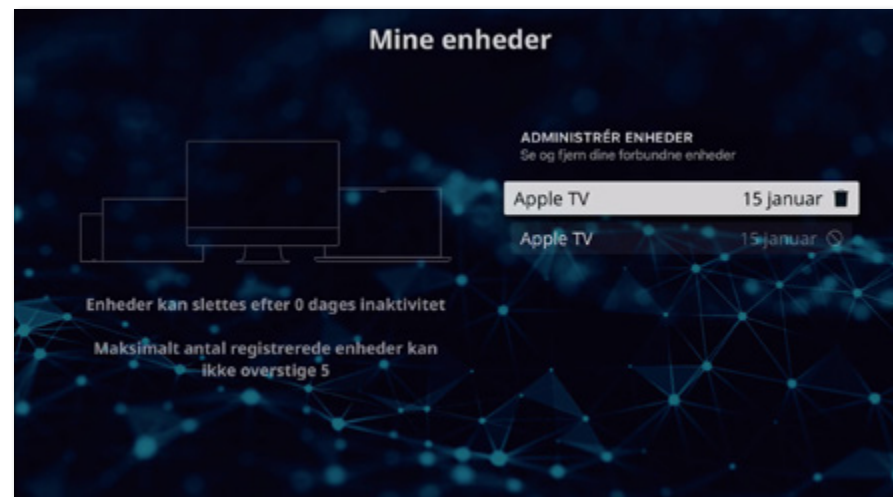 Mine enheder
ADMINISTRÉR ENHEDER
Se og fjern dine forbundne enheder
Apple TV 15 januar
Apple TV 15 januar
Enheder kan slettes efter 0 dages inaktivitet
Maksimalt antal registrerede enheder kan
ikke overstige 5